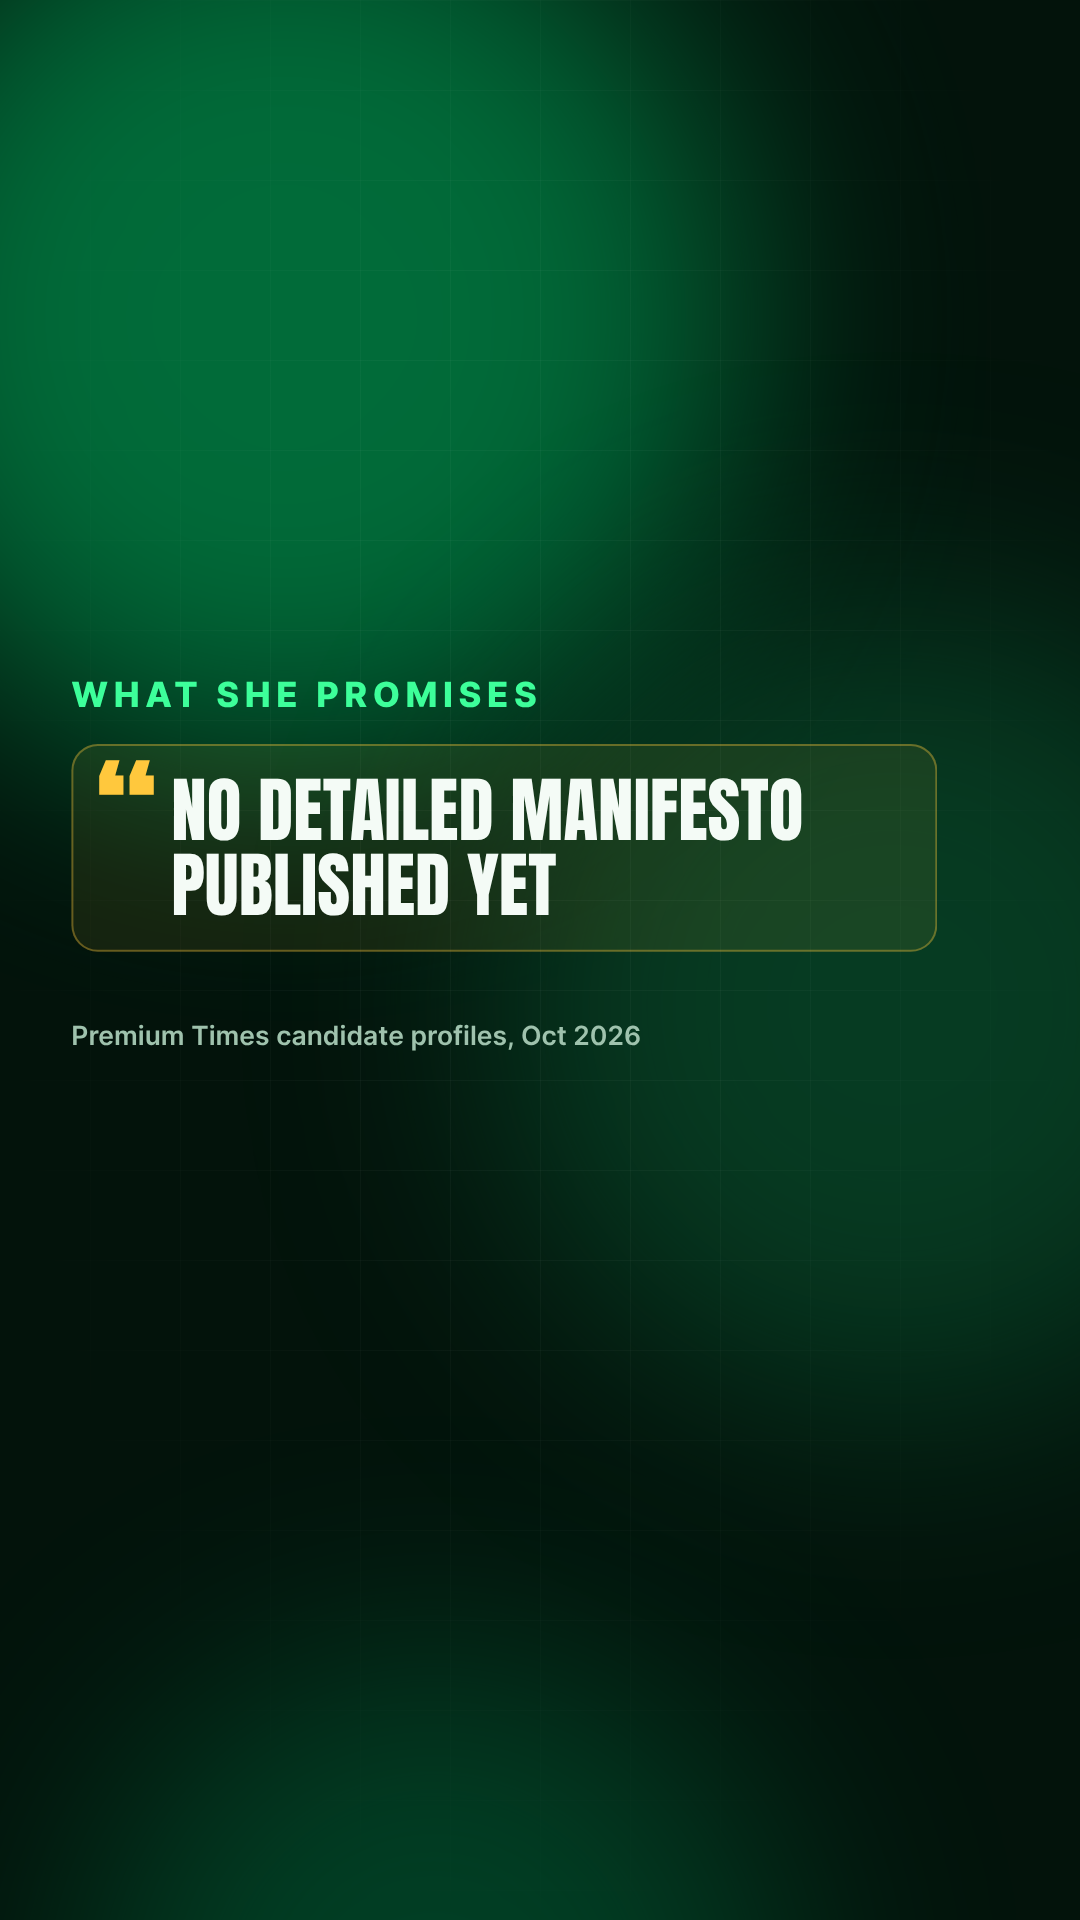 WHAT SHE PROMISES
❝ NO DETAILED MANIFESTO
PUBLISHED YET
Premium Times candidate profiles, Oct 2026